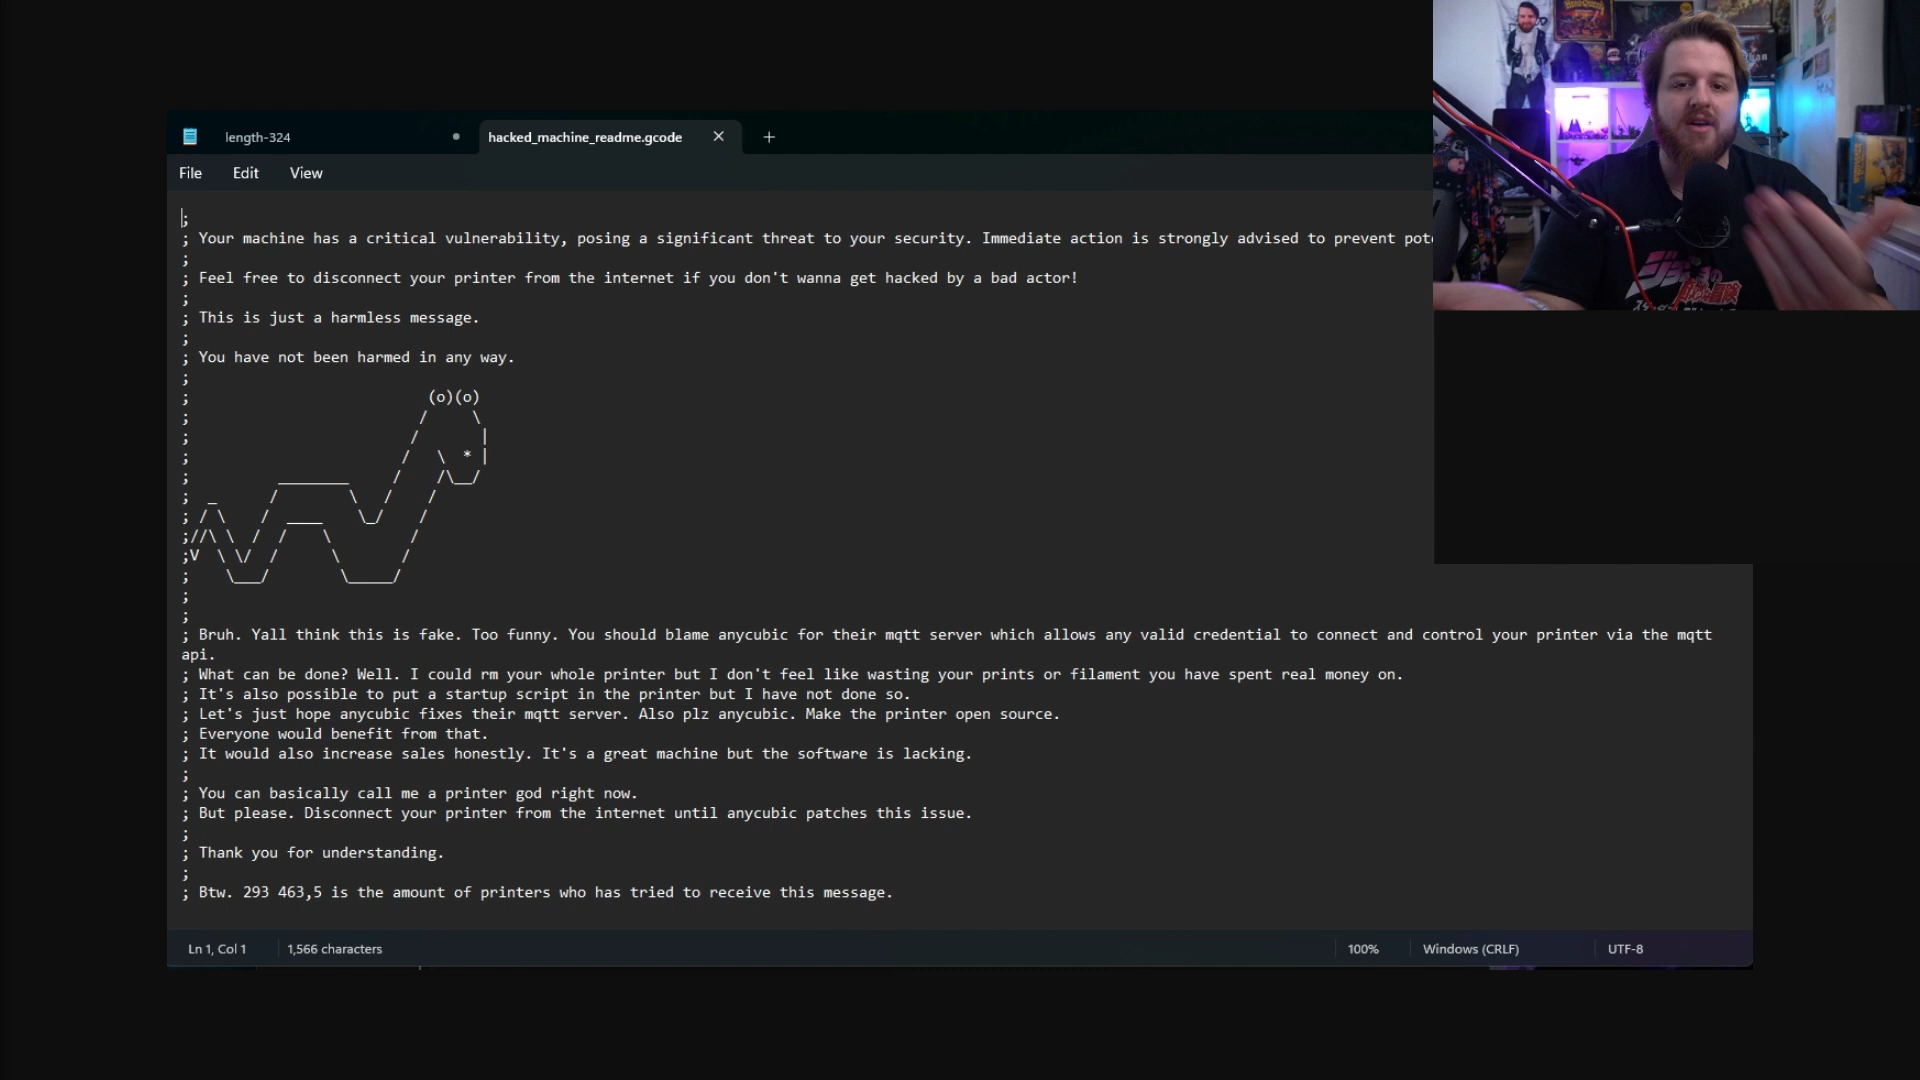 length-324
hacked_machine_readme.gcode
File Edit View
;
; Your machine has a critical vulnerability, posing a significant threat to your security. Immediate action is strongly advised to prevent
;
; Feel free to disconnect your printer from the internet if you don't wanna get hacked by a bad actor!
;
; This is just a harmless message.
;
; You have not been harmed in any way.
;
;                           (o)(o)
;                          /     \
;                         /       |
;                        /   \  * |
;          ________     /    /\__/
;  _      /        \   /    /
; / \    /  ____    \_/    /
;//\ \  / /    \         /
;V  \ \/ /      \       /
;    \___/        \_____/
;
;
; Bruh. Yall think this is fake. Too funny. You should blame anycubic for their mqtt server which allows any valid credential to connect and control your printer via the mqtt
api.
; What can be done? Well. I could rm your whole printer but I don't feel like wasting your prints or filament you have spent real money on.
; It's also possible to put a startup script in the printer but I have not done so.
; Let's just hope anycubic fixes their mqtt server. Also plz anycubic. Make the printer open source.
; Everyone would benefit from that.
; It would also increase sales honestly. It's a great machine but the software is lacking.
;
; You can basically call me a printer god right now.
; But please. Disconnect your printer from the internet until anycubic patches this issue.
;
; Thank you for understanding.
;
; Btw. 293 463,5 is the amount of printers who has tried to receive this message.
Ln 1, Col 1 1,566 characters 100% Windows (CRLF) UTF-8